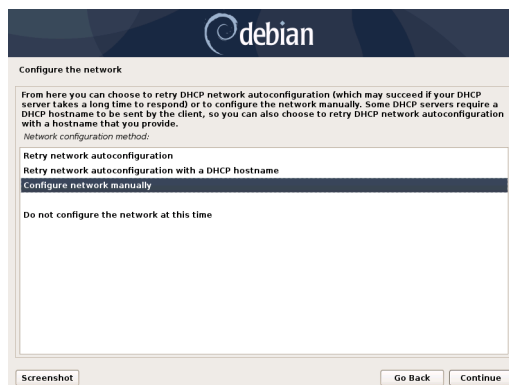 debian
Configure the network
From here you can choose to retry DHCP network autoconfiguration (which may succeed if your DHCP
server takes a long time to respond) or to configure the network manually. Some DHCP servers require a
DHCP hostname to be sent by the client, so you can also choose to retry DHCP network autoconfiguration
with a hostname that you provide.
Network configuration method:
Retry network autoconfiguration
Retry network autoconfiguration with a DHCP hostname
Configure network manually
Do not configure the network at this time
Screenshot
Go Back
Continue